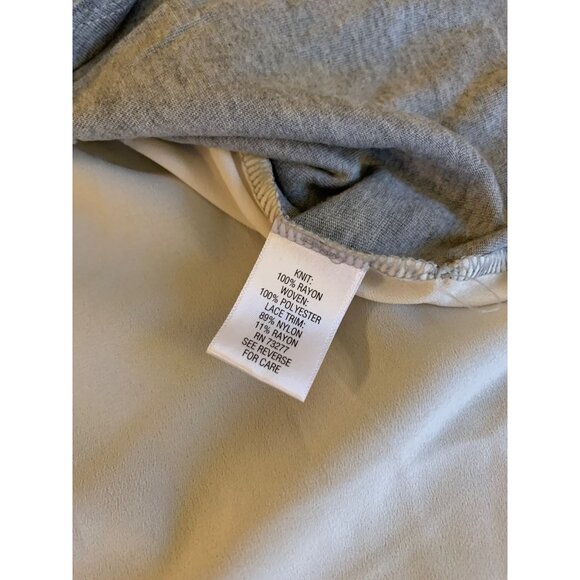 KNIT:
100% RAYON
WOVEN:
100% POLYESTER
LACE TRIM:
89% NYLON
11% RAYON
RN 73277
SEE REVERSE
FOR CARE